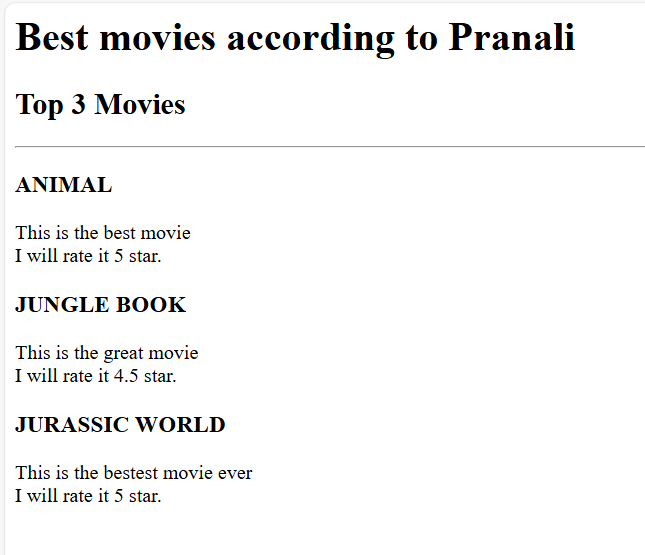 Best movies according to Pranali
Top 3 Movies
ANIMAL
This is the best movie
I will rate it 5 star.
JUNGLE BOOK
This is the great movie
I will rate it 4.5 star.
JURASSIC WORLD
This is the bestest movie ever
I will rate it 5 star.